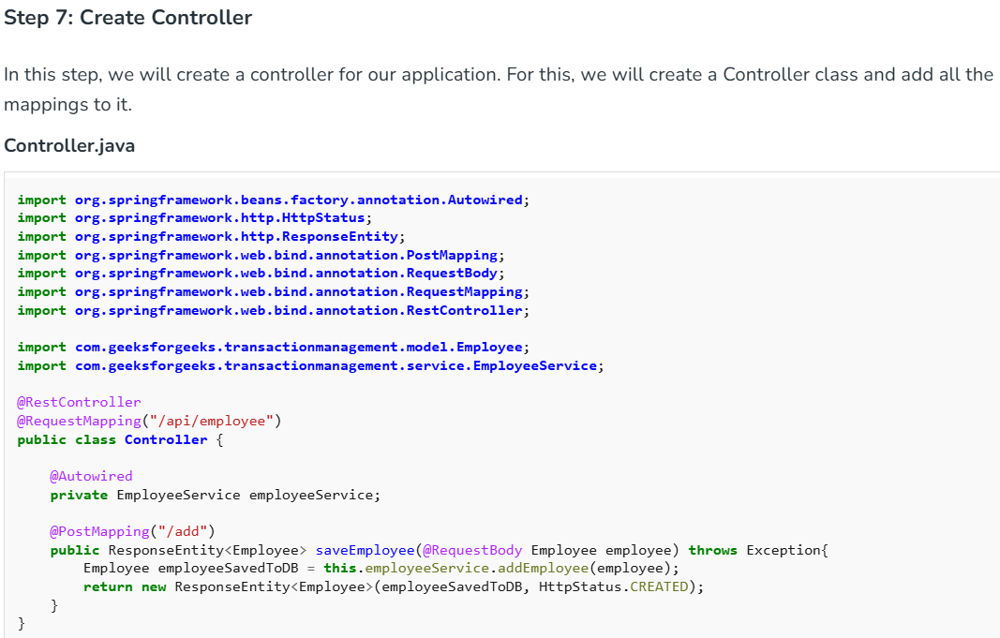 Step 7: Create Controller
In this step, we will create a controller for our application. For this, we will create a Controller class and add all the
mappings to it.
Controller.java
import org.springframework.beans.factory.annotation.Autowired;
import org.springframework.http.HttpStatus;
import org.springframework.http.ResponseEntity;
import org.springframework.web.bind.annotation.PostMapping;
import org.springframework.web.bind.annotation.RequestBody;
import org.springframework.web.bind.annotation.RequestMapping;
import org.springframework.web.bind.annotation.RestController;

import com.geeksforgeeks.transactionmanagement.model.Employee;
import com.geeksforgeeks.transactionmanagement.service.EmployeeService;

@RestController
@RequestMapping("/api/employee")
public class Controller {

    @Autowired
    private EmployeeService employeeService;

    @PostMapping("/add")
    public ResponseEntity<Employee> saveEmployee(@RequestBody Employee employee) throws Exception{
        Employee employeeSavedToDB = this.employeeService.addEmployee(employee);
        return new ResponseEntity<Employee>(employeeSavedToDB, HttpStatus.CREATED);
    }
}